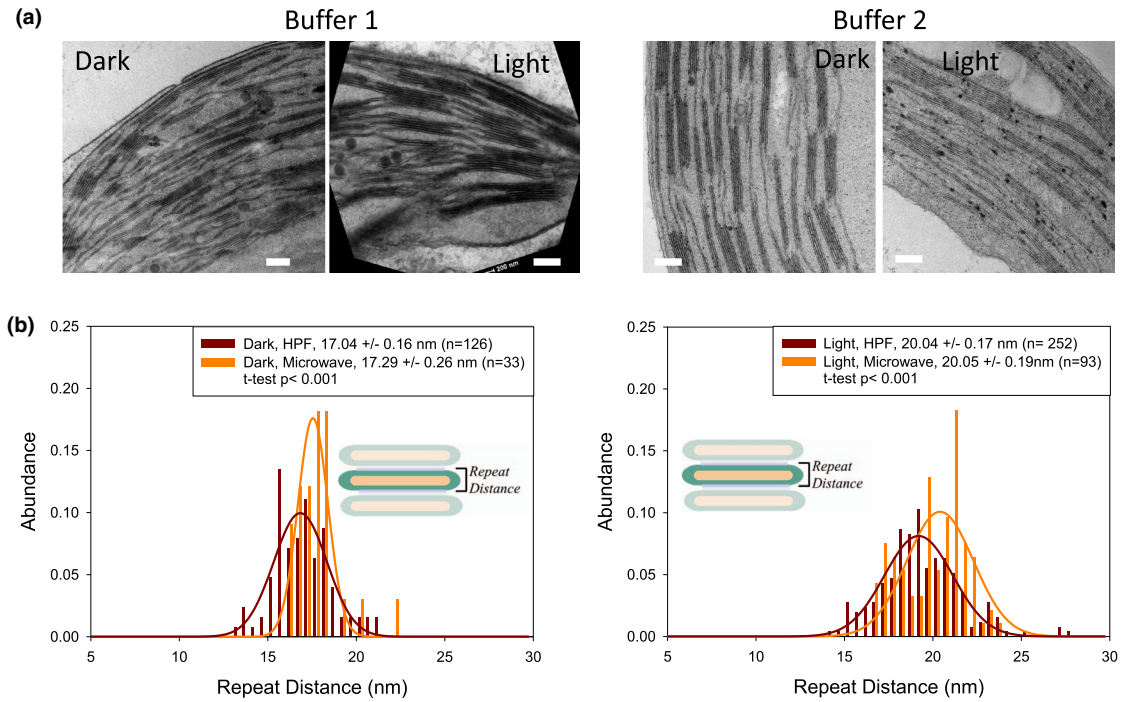 (a)
Buffer 1
Buffer 2
Dark
Light
Dark
Light
200 nm
(b)
0.25
0.20
0.15
0.10
0.05
0.00
Abundance
Dark, HPF, 17.04 +/- 0.16 nm (n=126)
Dark, Microwave, 17.29 +/- 0.26 nm (n=33)
t-test p< 0.001
Repeat
Distance
5
10
15
20
25
30
Repeat Distance (nm)
0.25
0.20
0.15
0.10
0.05
0.00
Abundance
Light, HPF, 20.04 +/- 0.17 nm (n= 252)
Light, Microwave, 20.05 +/- 0.19nm (n=93)
t-test p< 0.001
Repeat
Distance
5
10
15
20
25
30
Repeat Distance (nm)